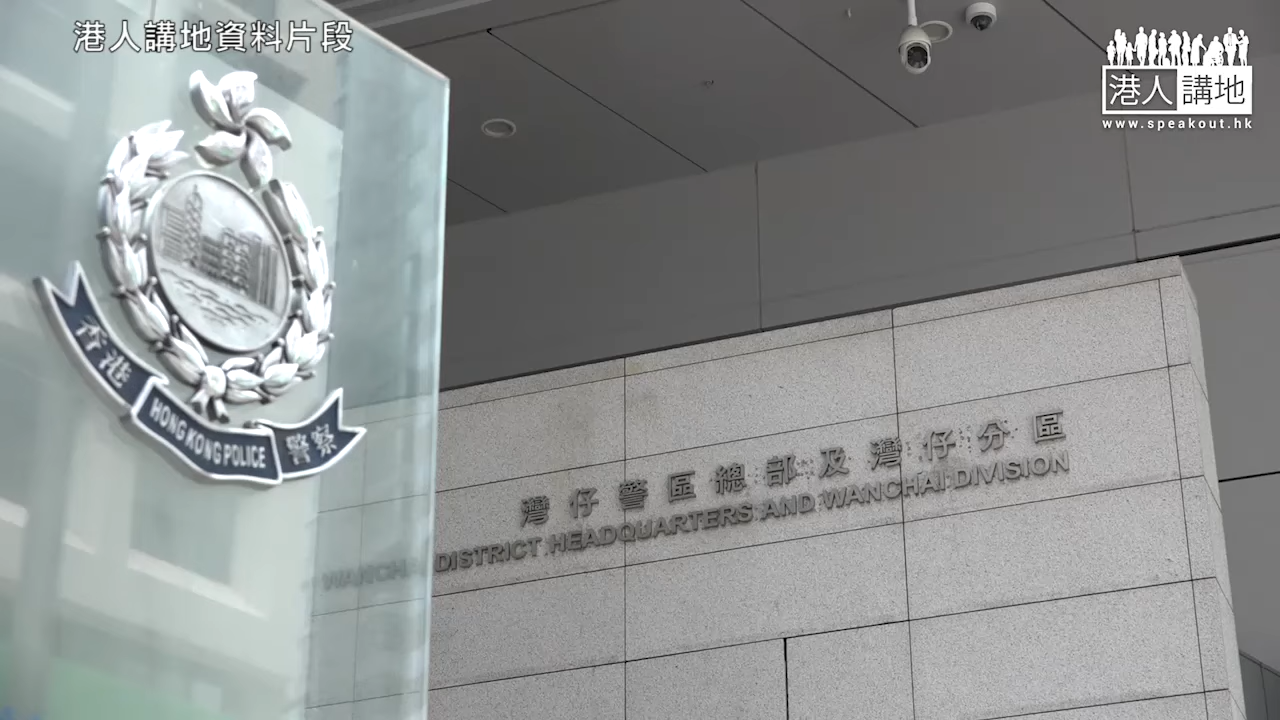 港人講地資料片段
港人講地
www.speakout.hk
香港
HONG KONG POLICE
警察
灣仔警區總部及灣仔分區
WANCHAI DISTRICT HEADQUARTERS AND WANCHAI DIVISION